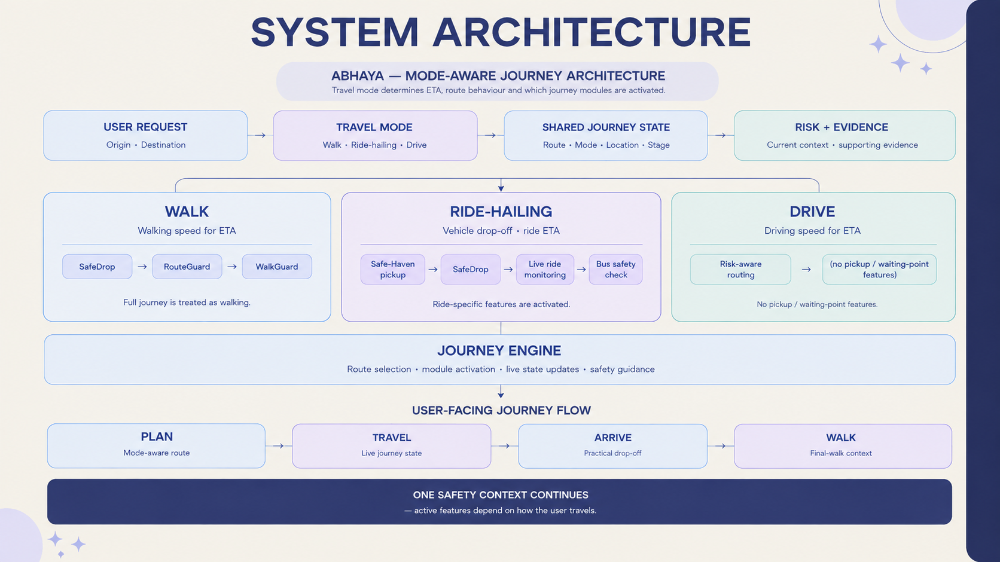 SYSTEM ARCHITECTURE
ABHAYA — MODE-AWARE JOURNEY ARCHITECTURE
Travel mode determines ETA, route behaviour and which journey modules are activated.
USER REQUEST
Origin • Destination
TRAVEL MODE
Walk • Ride-hailing • Drive
SHARED JOURNEY STATE
Route • Mode • Location • Stage
RISK + EVIDENCE
Current context • supporting evidence
WALK
Walking speed for ETA
SafeDrop
RouteGuard
WalkGuard
Full journey is treated as walking.
RIDE-HAILING
Vehicle drop-off • ride ETA
Safe-Haven
pickup
SafeDrop
Live ride
monitoring
Bus safety
check
Ride-specific features are activated.
DRIVE
Driving speed for ETA
Risk-aware
routing
(no pickup / waiting-point
features)
No pickup / waiting-point features.
JOURNEY ENGINE
Route selection • module activation • live state updates • safety guidance
USER-FACING JOURNEY FLOW
PLAN
Mode-aware route
TRAVEL
Live journey state
ARRIVE
Practical drop-off
WALK
Final-walk context
ONE SAFETY CONTEXT CONTINUES
— active features depend on how the user travels.